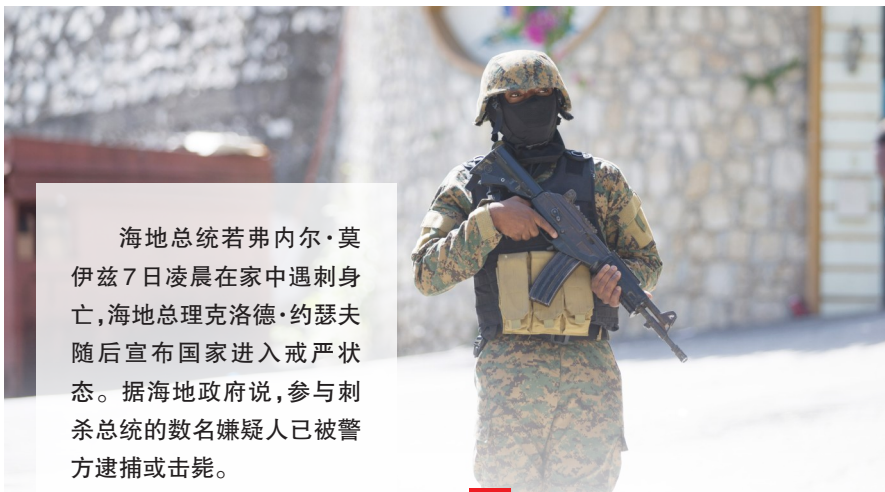 海地总统若弗内尔·莫
伊兹7日凌晨在家中遇刺身
亡,海地总理克洛德·约瑟夫
随后宣布国家进入戒严状
态。据海地政府说,参与刺
杀总统的数名嫌疑人已被警
方逮捕或击毙。